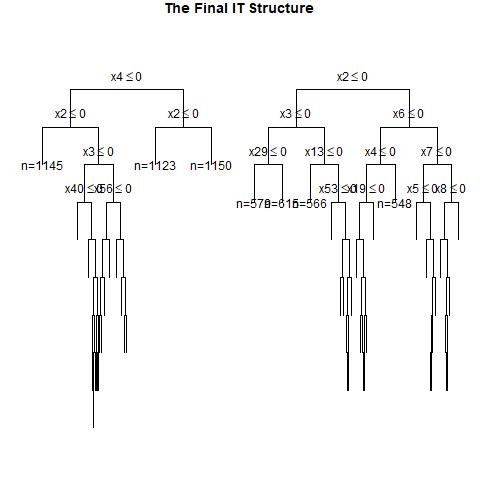 The Final IT Structure
x4 ≤ 0 x2 ≤ 0
x2 ≤ 0 x2 ≤ 0 x3 ≤ 0 x6 ≤ 0
x3 ≤ 0 x29 ≤ 0 x13 ≤ 0 x4 ≤ 0 x7 ≤ 0
n=1145 n=1123 n=1150
x40 ≤ 0 x56 ≤ 0 x53 ≤ 0 x19 ≤ 0 x5 ≤ 0 x8 ≤ 0
n=579 n=615 n=566 n=548